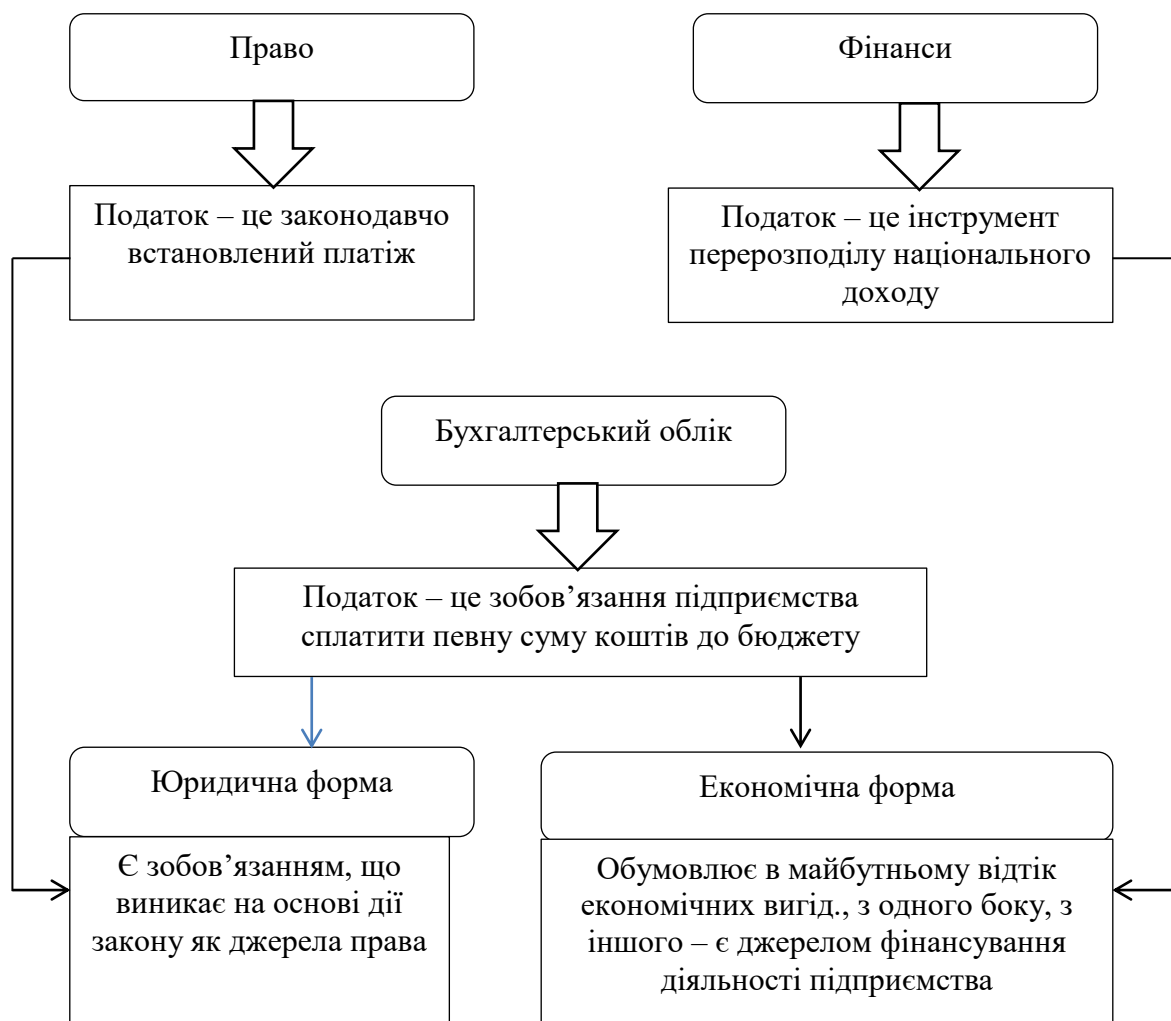 Право
Фінанси
Податок – це законодавчо
встановлений платіж
Податок – це інструмент
перерозподілу національного
доходу
Бухгалтерський облік
Податок – це зобов’язання підприємства
сплатити певну суму коштів до бюджету
Юридична форма
Економічна форма
Є зобов’язанням, що
виникає на основі дії
закону як джерела права
Обумовлює в майбутньому відтік
економічних вигід., з одного боку, з
іншого – є джерелом фінансування
діяльності підприємства